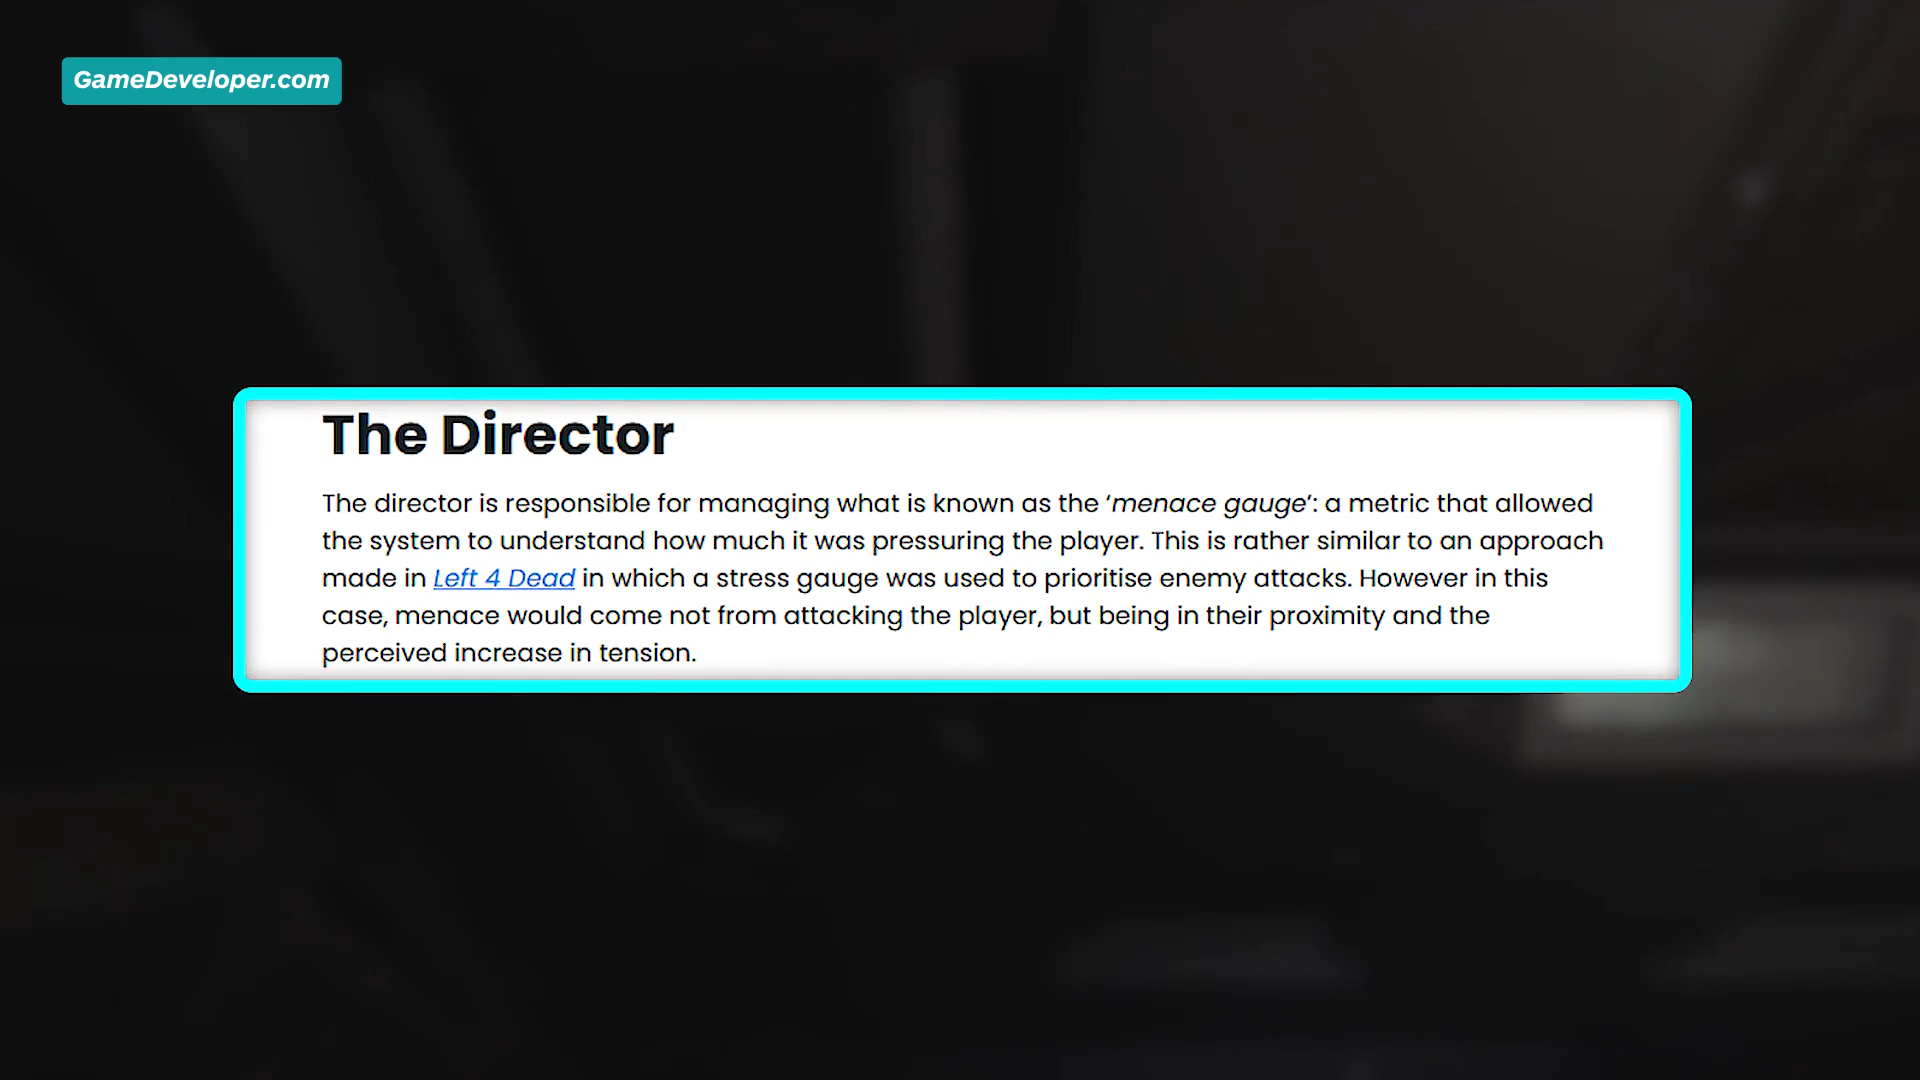 GameDeveloper.com
The Director
The director is responsible for managing what is known as the ‘menace gauge’: a metric that allowed
the system to understand how much it was pressuring the player. This is rather similar to an approach
made in Left 4 Dead in which a stress gauge was used to prioritise enemy attacks. However in this
case, menace would come not from attacking the player, but being in their proximity and the
perceived increase in tension.